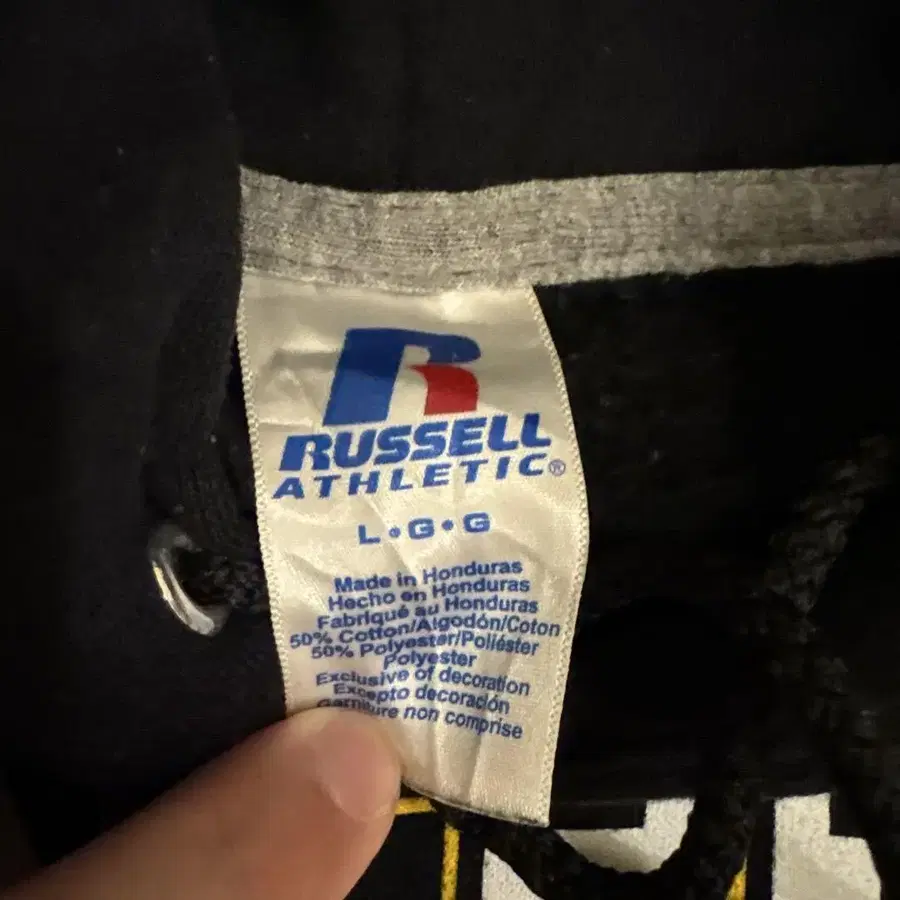 RUSSELL
ATHLETIC®
L•G•G
Made in Honduras
Hecho en Honduras
Fabriqué au Honduras
50% Cotton/Algodón/Coton
50% Polyester/Poliéster
Polyester
Exclusive of decoration
Excepto decoración
Garniture non comprise